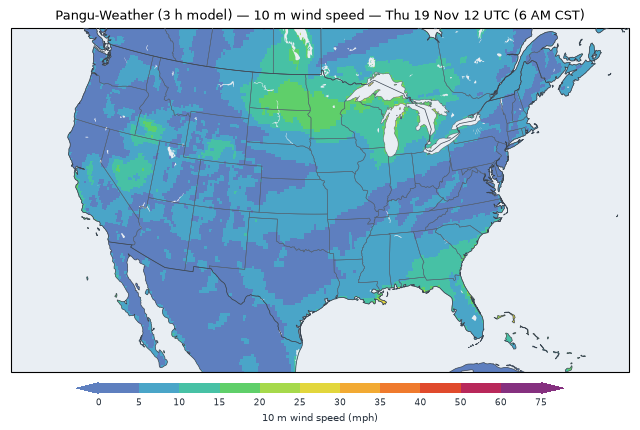 Pangu-Weather (3 h model) — 10 m wind speed — Thu 19 Nov 12 UTC (6 AM CST)
0 5 10 15 20 25 30 35 40 50 60 75
10 m wind speed (mph)